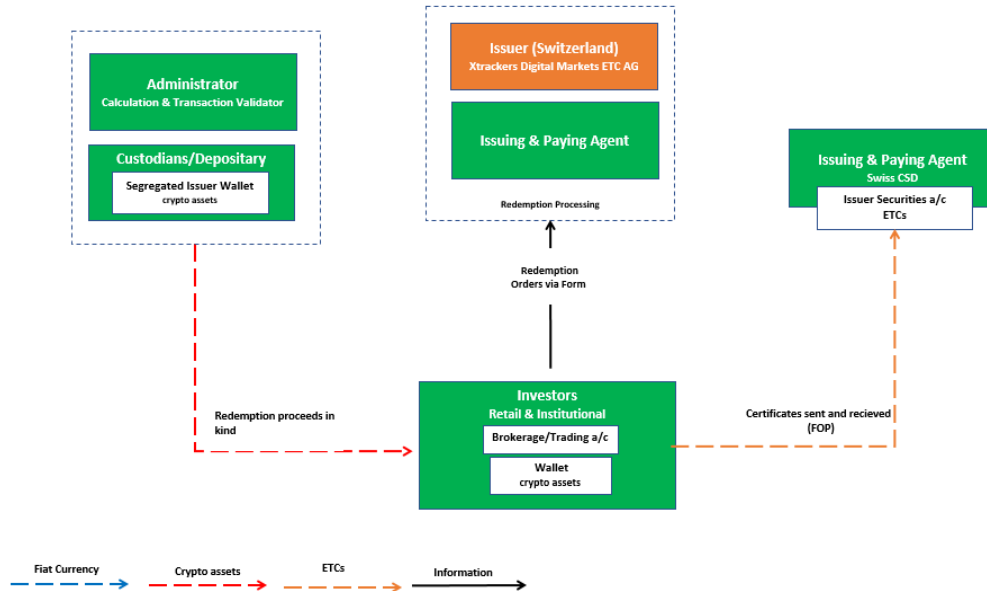 Administrator
Calculation & Transaction Validator
Custodians/Depositary
Segregated Issuer Wallet
crypto assets
Issuer (Switzerland)
Xtrackers Digital Markets ETC AG
Issuing & Paying Agent
Redemption Processing
Issuing & Paying Agent
Swiss CSD
Issuer Securities a/c
ETCs
Redemption
Orders via Form
Redemption proceeds in
kind
Investors
Retail & Institutional
Brokerage/Trading a/c
Wallet
crypto assets
Certificates sent and recieved
(FOP)
Fiat Currency
Crypto assets
ETCs
Information